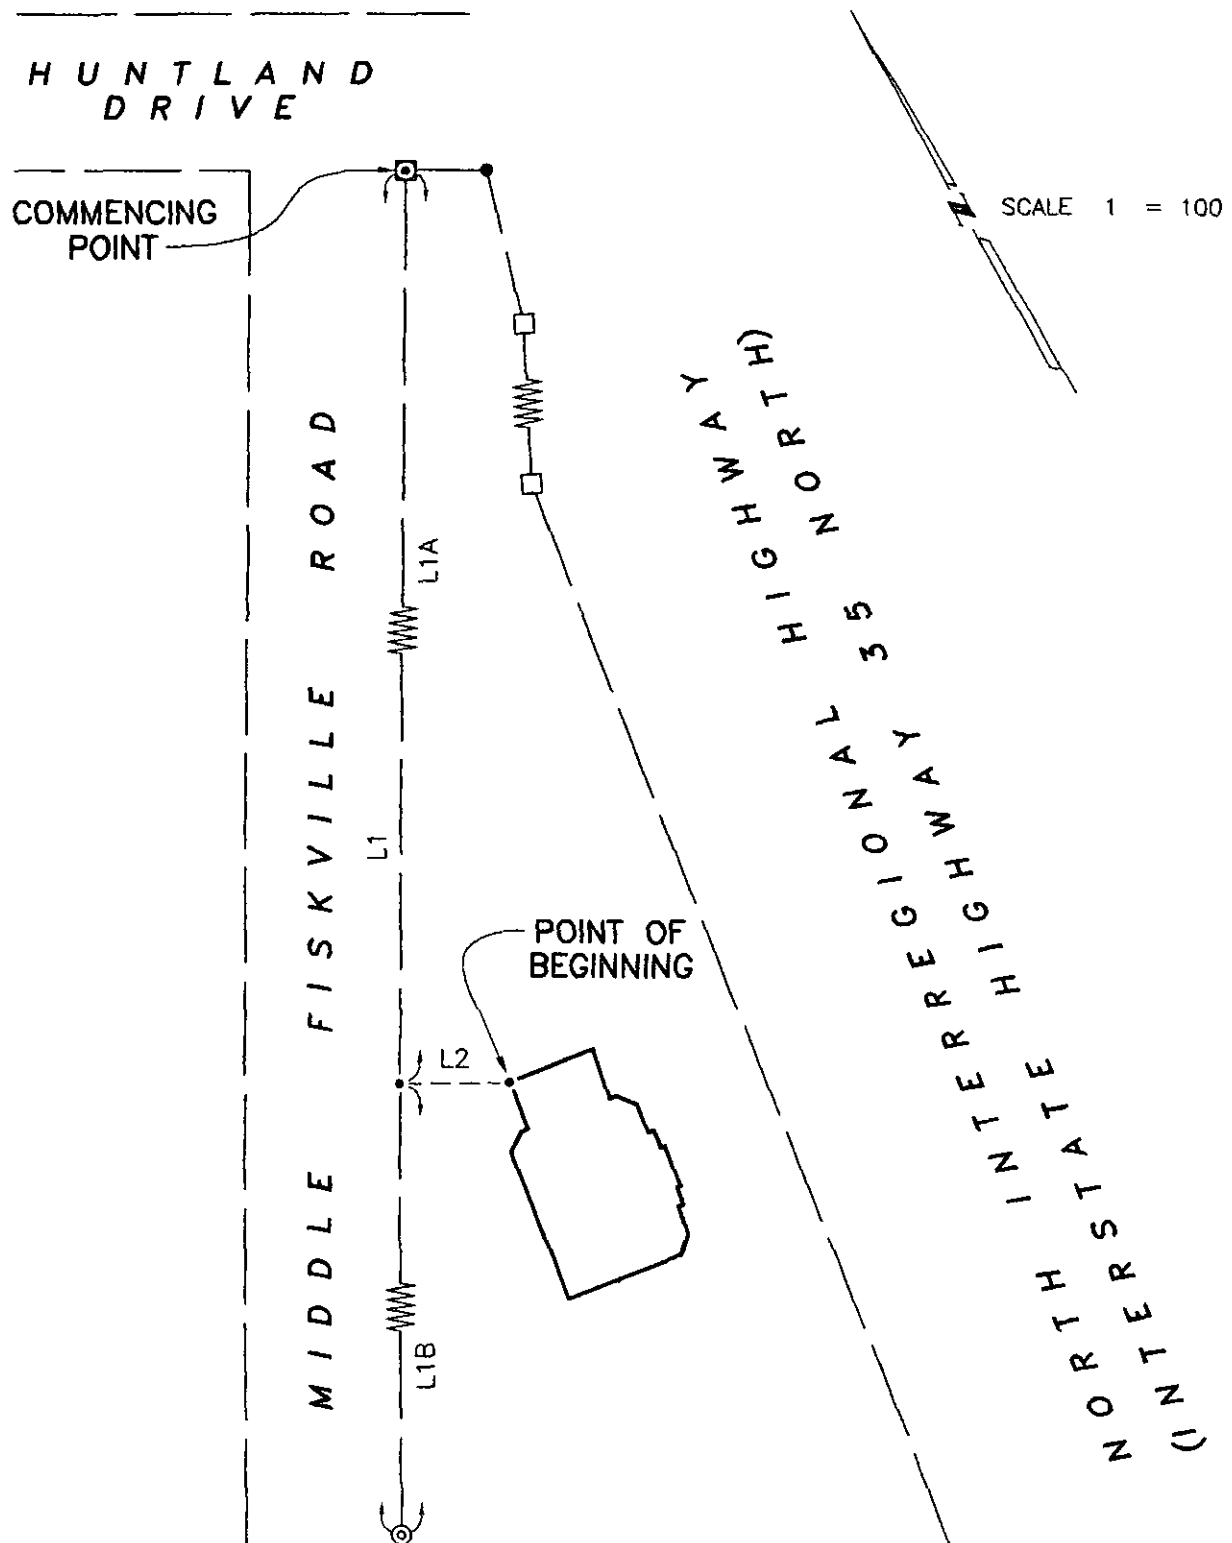 HUNTLAND
DRIVE
COMMENCING
POINT
SCALE 1 = 100
N
L1A
L1
MIDDLE FISKVILLE ROAD
POINT OF
BEGINNING
L2
L1B
NORTH INTERREGIONAL HIGHWAY
(INTERSTATE HIGHWAY 35 NORTH)